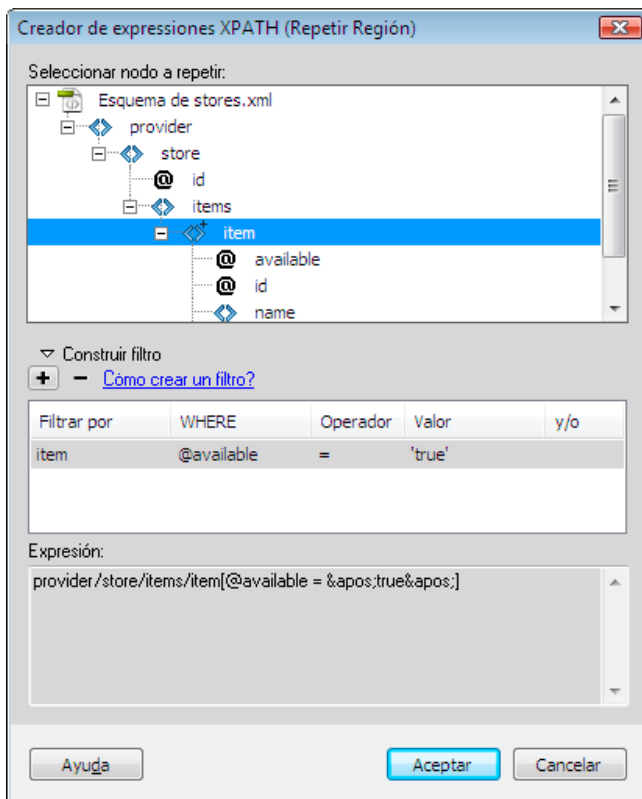 Creador de expresiones XPATH (Repetir Región)
Seleccionar nodo a repetir:
Esquema de stores.xml
provider
store
@ id
items
item
@ available
@ id
name
Construir filtro
+ − Cómo crear un filtro?
Filtrar por WHERE Operador Valor y/o
item @available = 'true'
Expresión:
provider/store/items/item[@available = &apos;true&apos;]
Ayuda Aceptar Cancelar